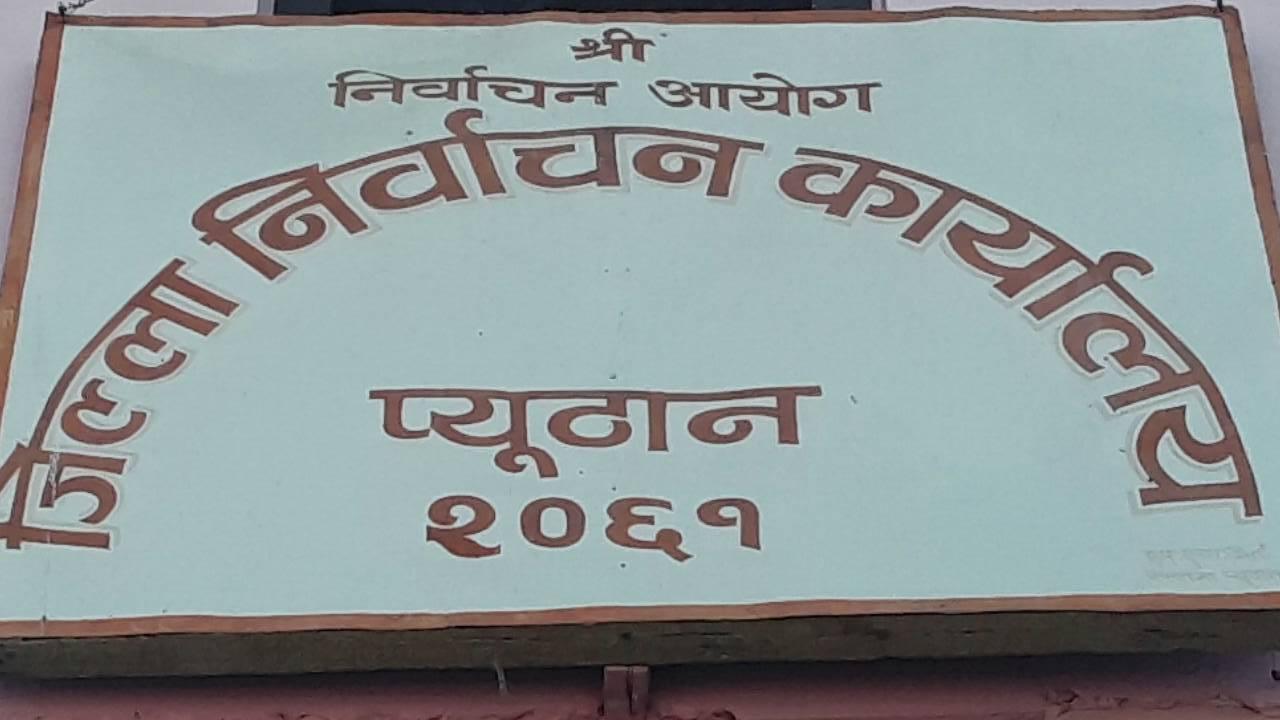 श्री
निर्वाचन आयोग
जिल्ला निर्वाचन कार्यालय
प्यूठान
२०६१